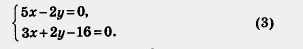 5x-2y=0,
3x+2y-16=0. (3)